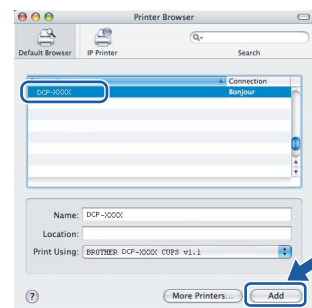 Printer Browser
Default Browser
IP Printer
Search
Connection
DCP-XXXX
Bonjour
Name: DCP-XXXX
Location:
Print Using: BROTHER DCP-XXXX CUPS v1.1
?
More Printers...
Add